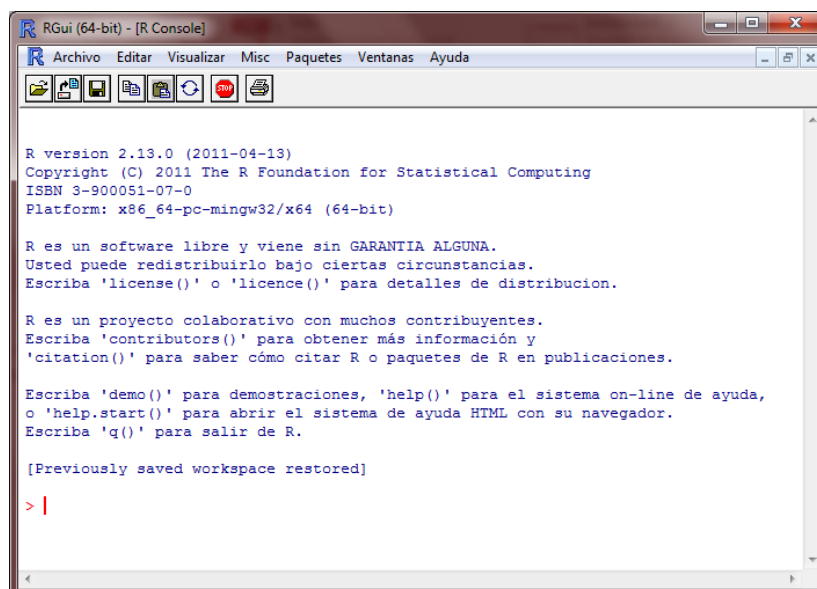 RGui (64-bit) - [R Console]
Archivo Editar Visualizar Misc Paquetes Ventanas Ayuda
STOP
R version 2.13.0 (2011-04-13)
Copyright (C) 2011 The R Foundation for Statistical Computing
ISBN 3-900051-07-0
Platform: x86_64-pc-mingw32/x64 (64-bit)
R es un software libre y viene sin GARANTIA ALGUNA.
Usted puede redistribuirlo bajo ciertas circunstancias.
Escriba 'license()' o 'licence()' para detalles de distribucion.
R es un proyecto colaborativo con muchos contribuyentes.
Escriba 'contributors()' para obtener más información y
'citation()' para saber cómo citar R o paquetes de R en publicaciones.
Escriba 'demo()' para demostraciones, 'help()' para el sistema on-line de ayuda,
o 'help.start()' para abrir el sistema de ayuda HTML con su navegador.
Escriba 'q()' para salir de R.
[Previously saved workspace restored]
>